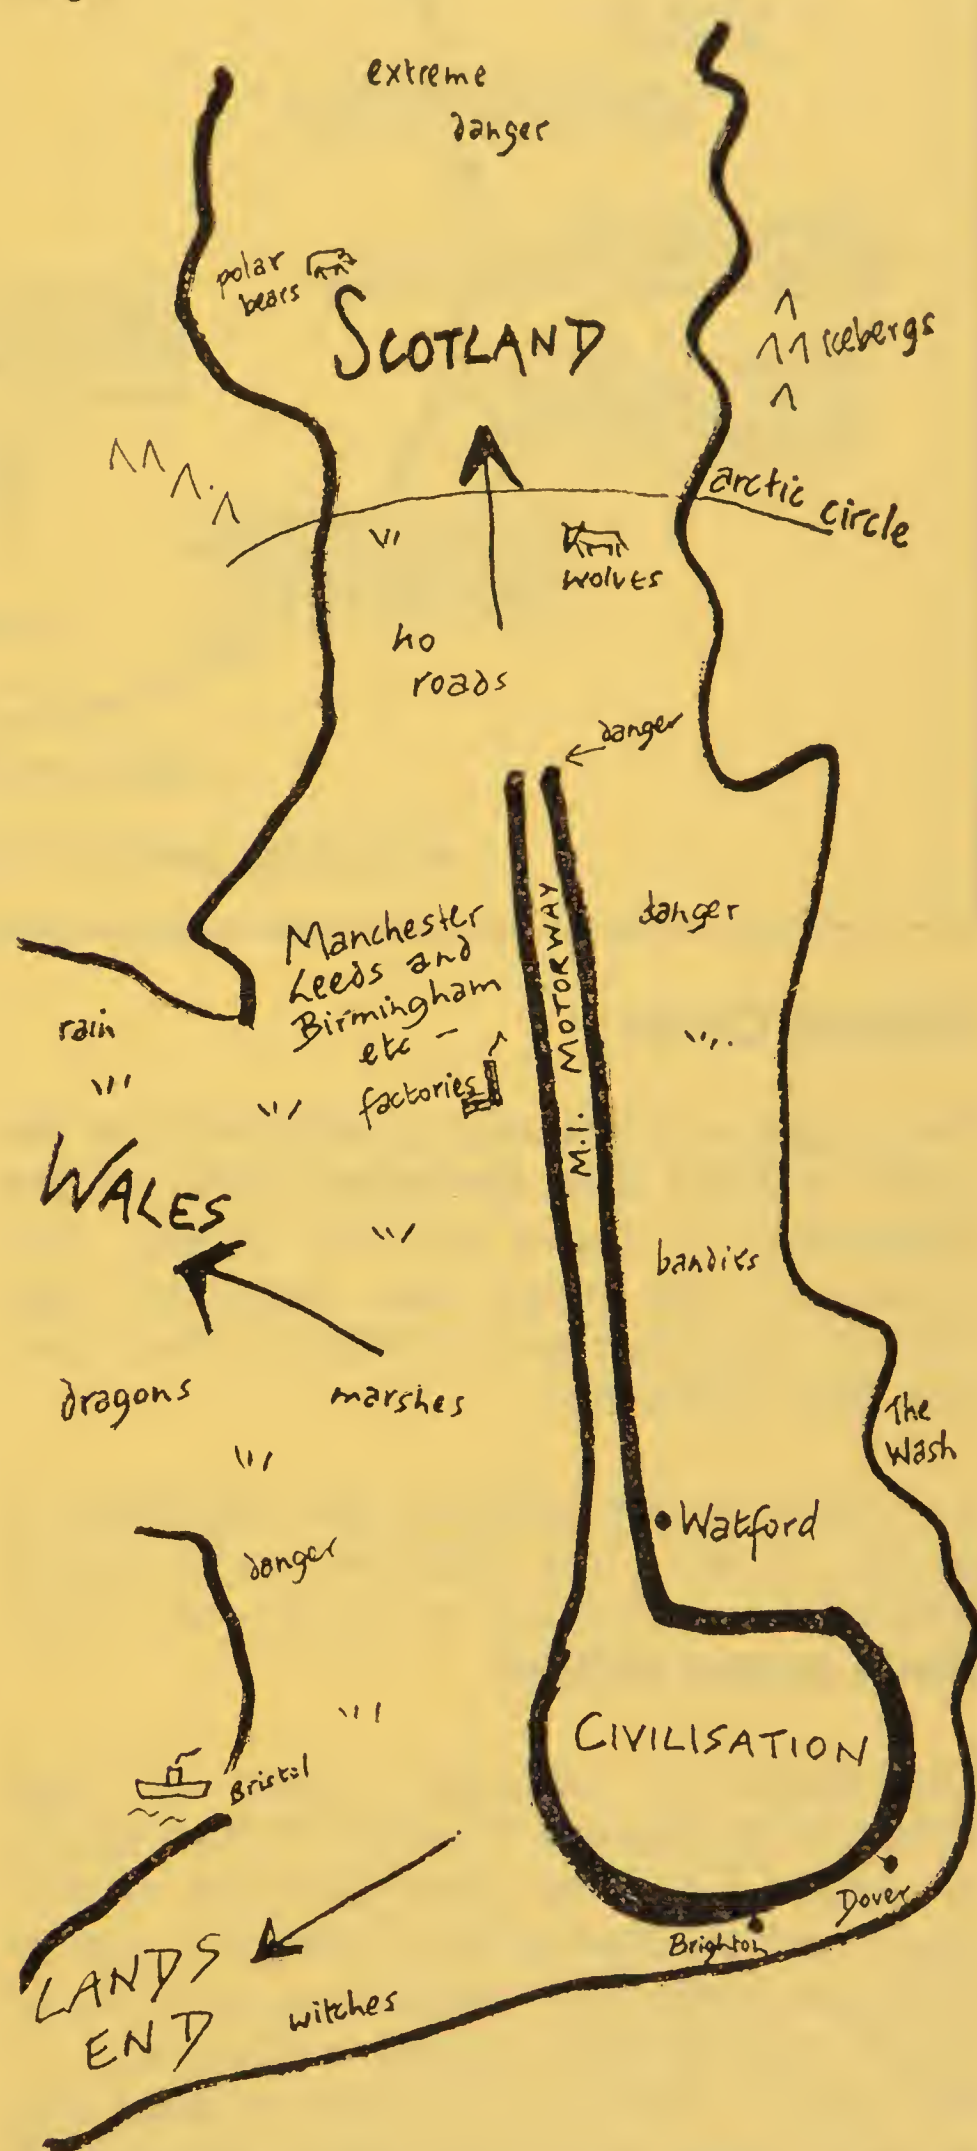 extreme
danger
polar
bears
SCOTLAND
icebergs
arctic circle
wolves
no
roads
danger
Manchester
Leeds and
Birmingham
etc –
factories
M.I. MOTORWAY
danger
rain
WALES
bandits
dragons
marshes
The
Wash
Watford
danger
CIVILISATION
Bristol
Dover
Brighton
LANDS
END
witches